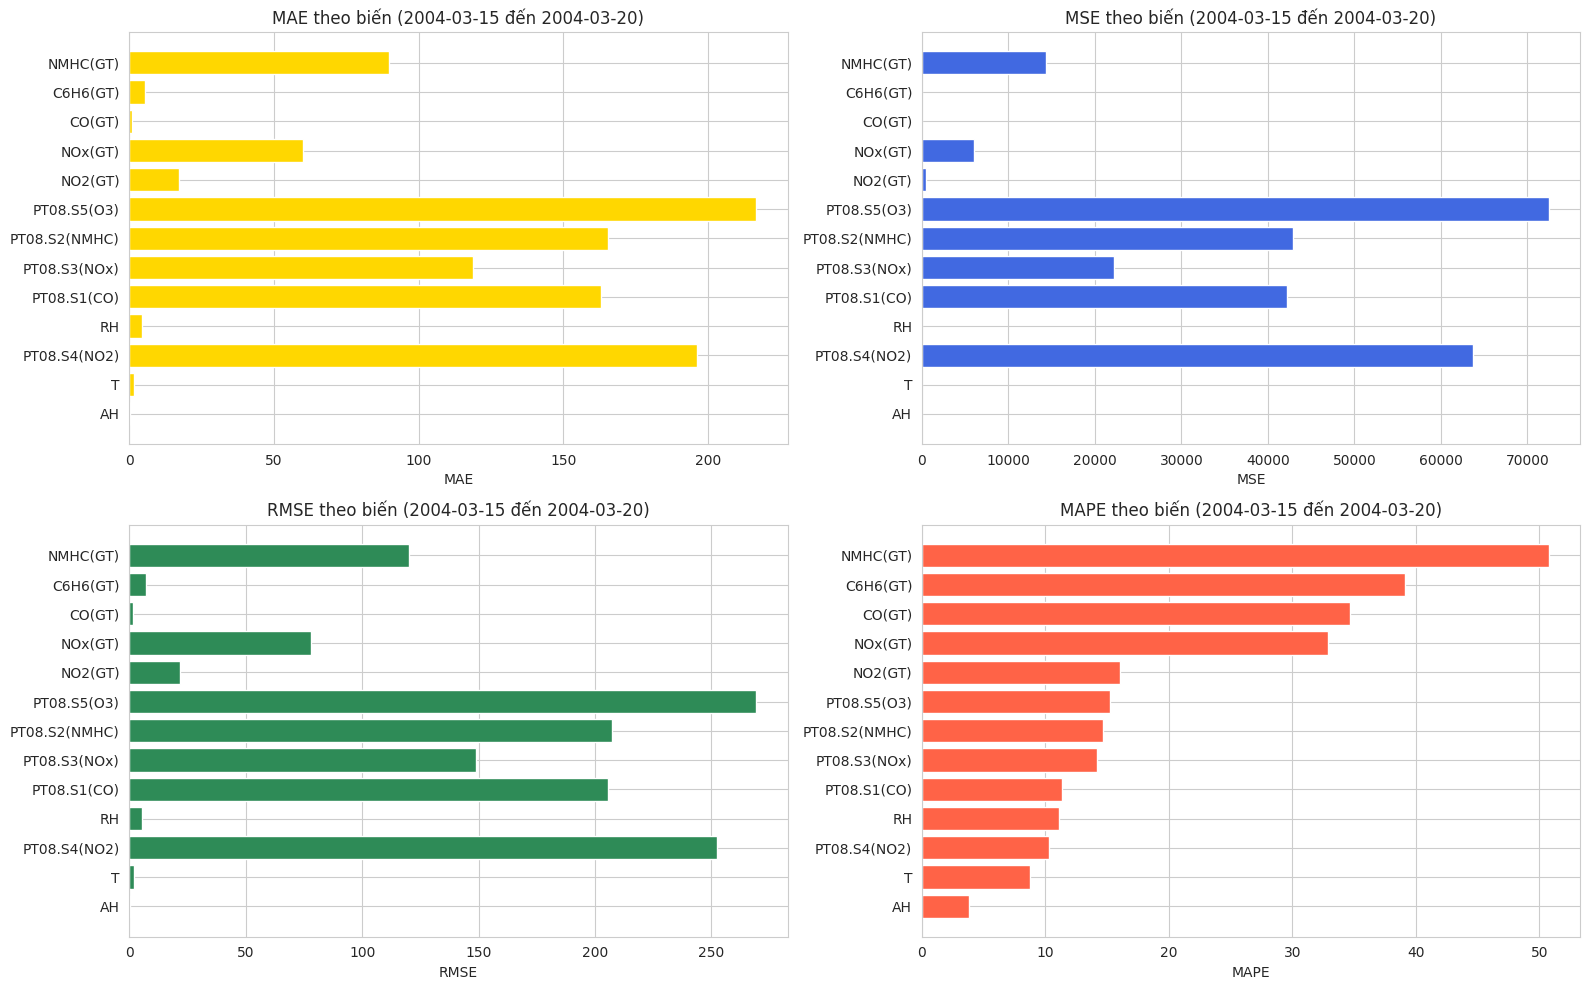 MAE theo biến (2004-03-15 đến 2004-03-20)
NMHC(GT)
C6H6(GT)
CO(GT)
NOx(GT)
NO2(GT)
PT08.S5(O3)
PT08.S2(NMHC)
PT08.S3(NOx)
PT08.S1(CO)
RH
PT08.S4(NO2)
T
AH
0 50 100 150 200
MAE
MSE theo biến (2004-03-15 đến 2004-03-20)
NMHC(GT)
C6H6(GT)
CO(GT)
NOx(GT)
NO2(GT)
PT08.S5(O3)
PT08.S2(NMHC)
PT08.S3(NOx)
PT08.S1(CO)
RH
PT08.S4(NO2)
T
AH
0 10000 20000 30000 40000 50000 60000 70000
MSE
RMSE theo biến (2004-03-15 đến 2004-03-20)
NMHC(GT)
C6H6(GT)
CO(GT)
NOx(GT)
NO2(GT)
PT08.S5(O3)
PT08.S2(NMHC)
PT08.S3(NOx)
PT08.S1(CO)
RH
PT08.S4(NO2)
T
AH
0 50 100 150 200 250
RMSE
MAPE theo biến (2004-03-15 đến 2004-03-20)
NMHC(GT)
C6H6(GT)
CO(GT)
NOx(GT)
NO2(GT)
PT08.S5(O3)
PT08.S2(NMHC)
PT08.S3(NOx)
PT08.S1(CO)
RH
PT08.S4(NO2)
T
AH
0 10 20 30 40 50
MAPE